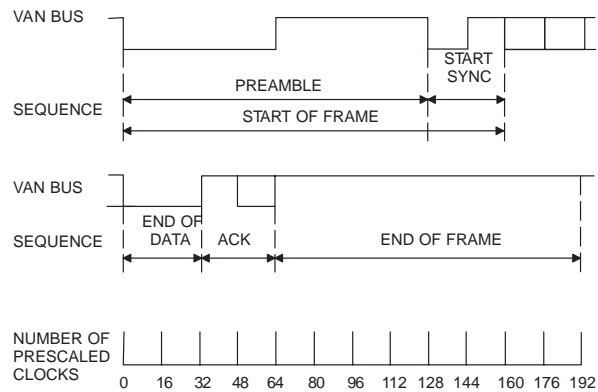 VAN BUS
START
SYNC
PREAMBLE
SEQUENCE
START OF FRAME
VAN BUS
END OF
DATA
ACK
END OF FRAME
SEQUENCE
NUMBER OF
PRESCALED
CLOCKS
0 16 32 48 64 80 96 112 128 144 160 176 192